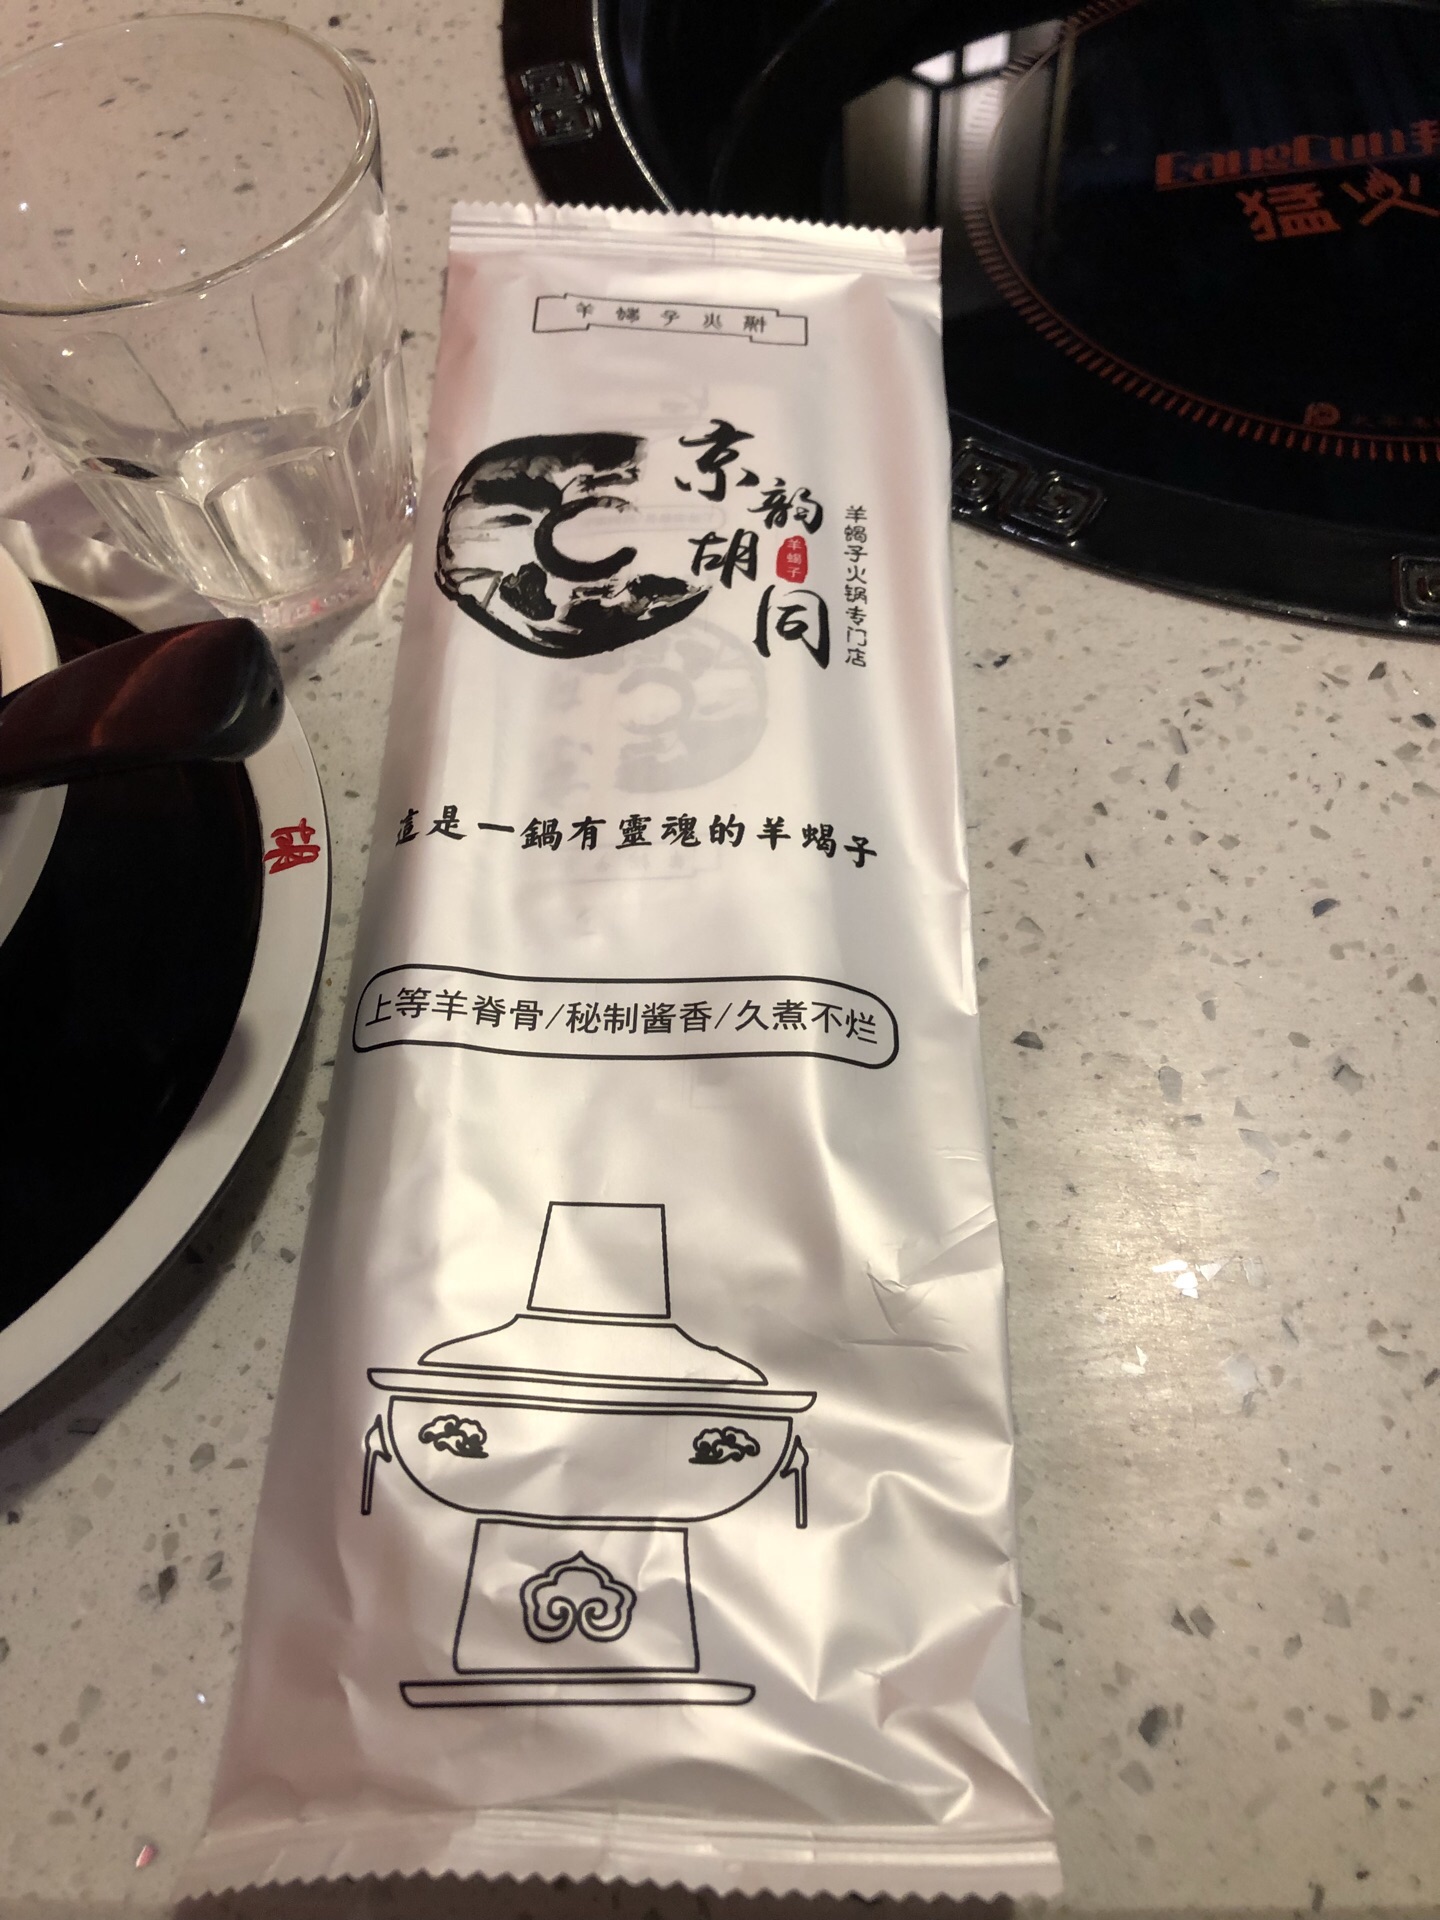 羊蝎子火鍋
京韵胡同
羊蝎子
羊蝎子火锅专门店
這是一鍋有靈魂的羊蝎子
上等羊脊骨/秘制酱香/久煮不烂
胡
猛火